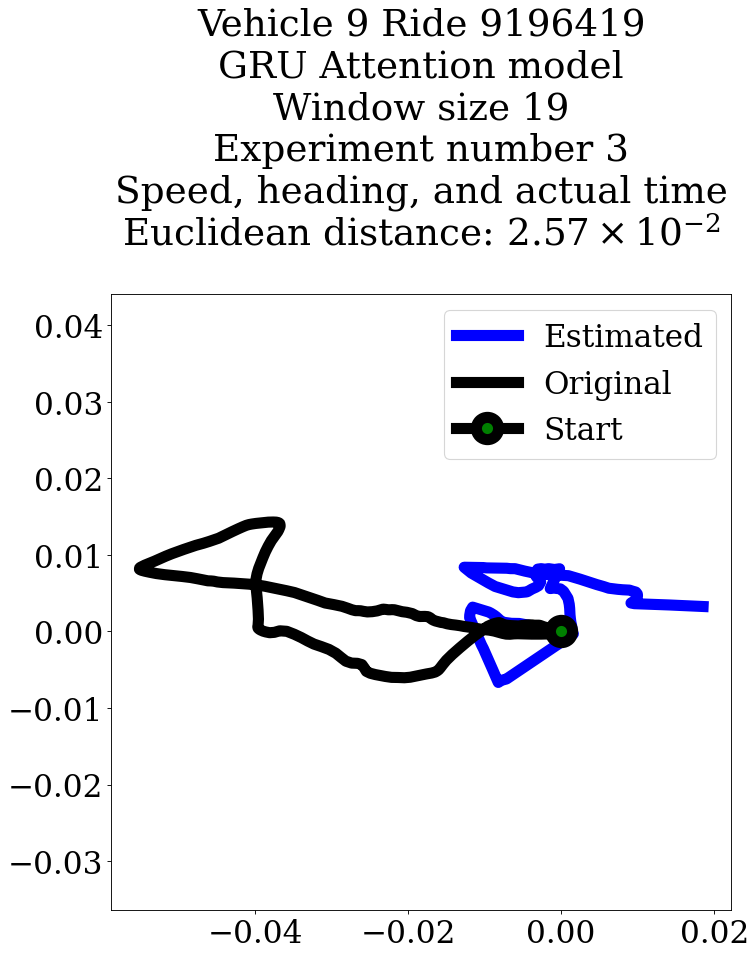 Vehicle 9 Ride 9196419
GRU Attention model
Window size 19
Experiment number 3
Speed, heading, and actual time
Euclidean distance: 2.57 × 10⁻²
Estimated
Original
Start
0.04
0.03
0.02
0.01
0.00
−0.01
−0.02
−0.03
−0.04 −0.02 0.00 0.02